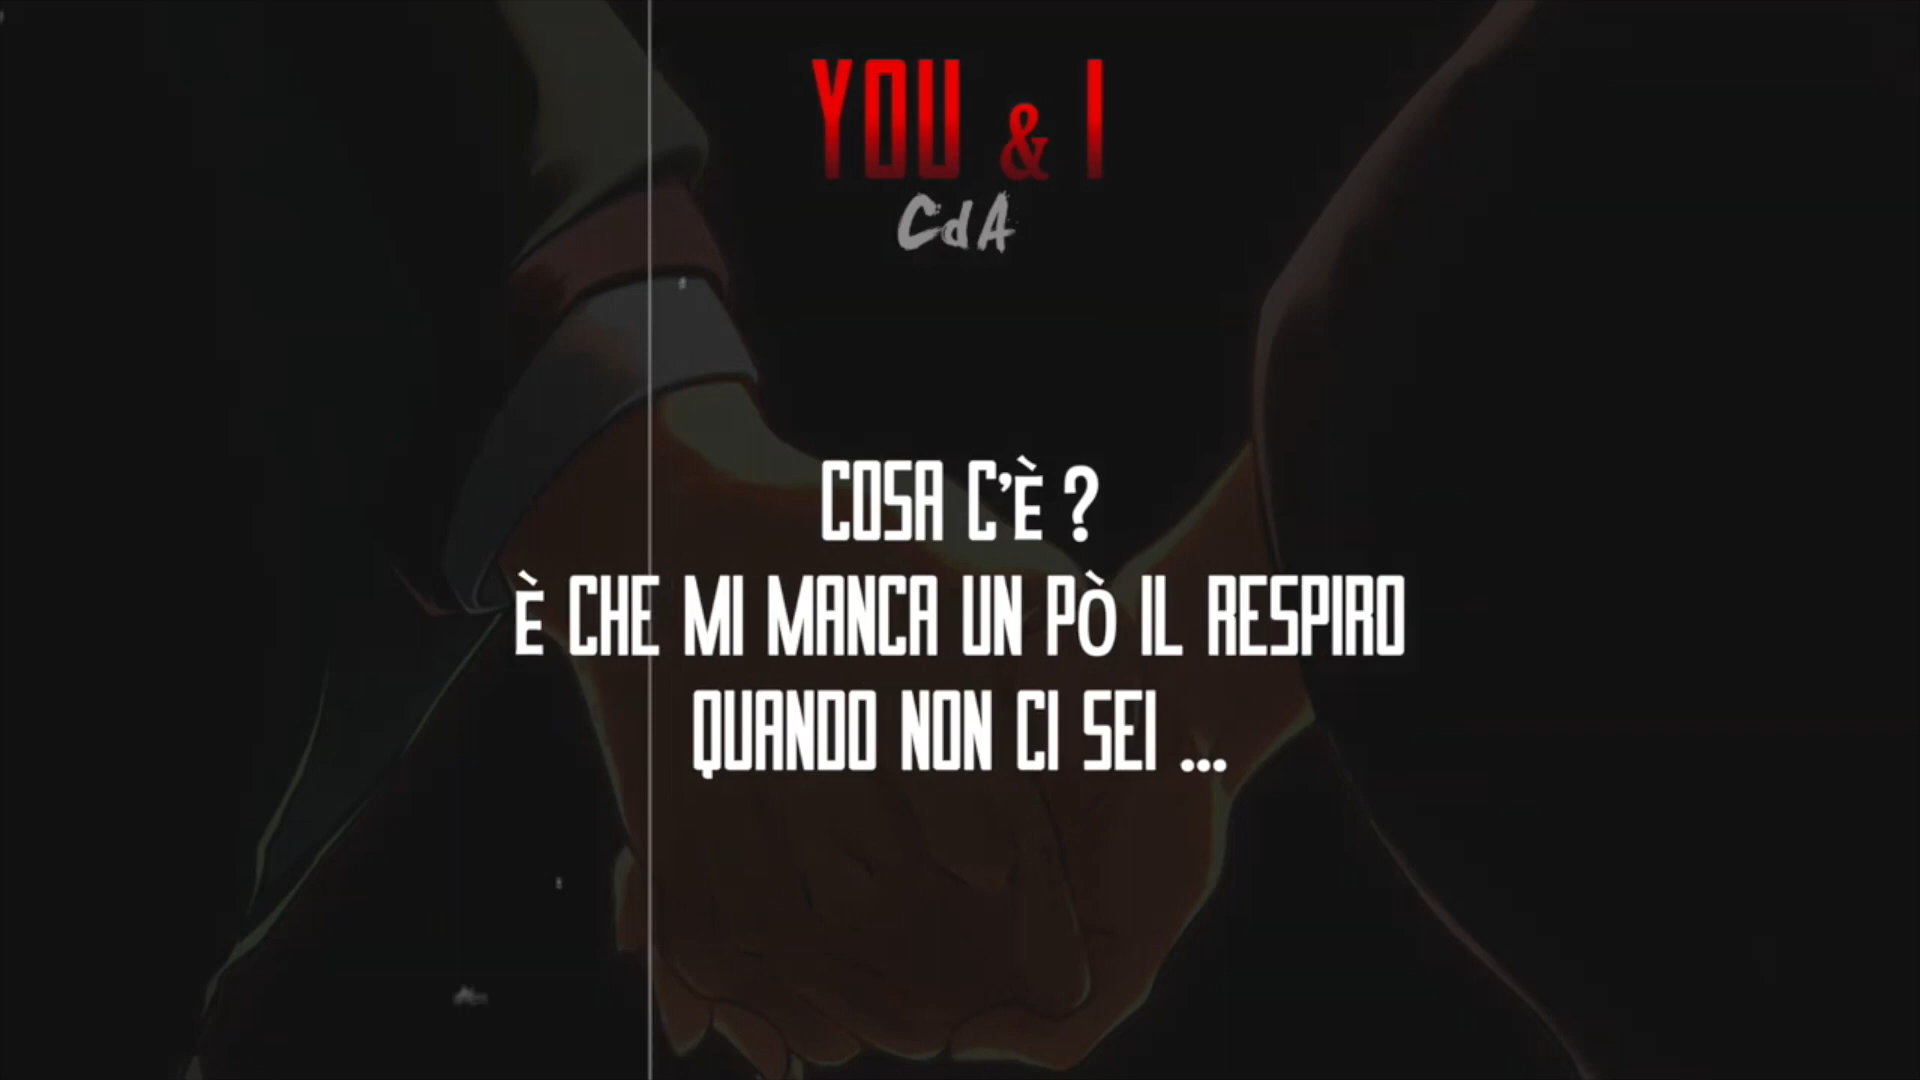 YOU & I
CdA
COSA C'È ?
È CHE MI MANCA UN PÒ IL RESPIRO
QUANDO NON CI SEI ...